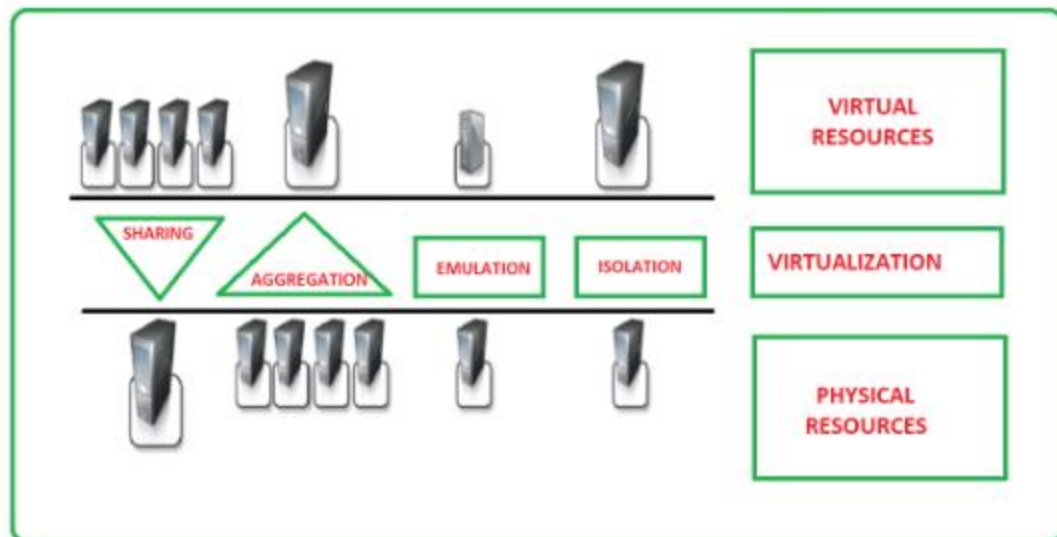 VIRTUAL
RESOURCES
SHARING
AGGREGATION
EMULATION
ISOLATION
VIRTUALIZATION
PHYSICAL
RESOURCES